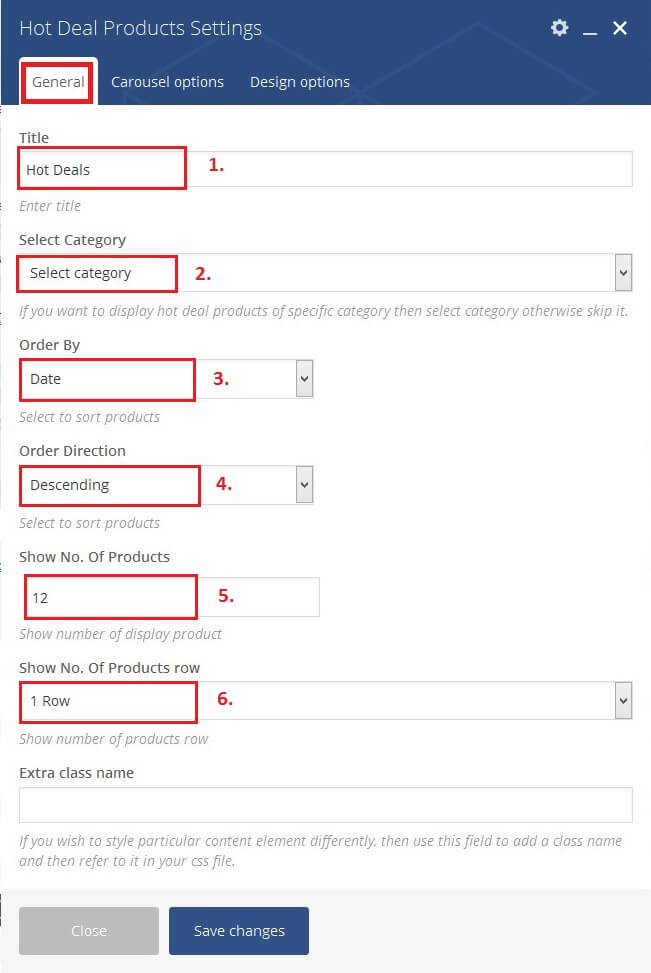 Hot Deal Products Settings
General Carousel options Design options
Title
Hot Deals 1.
Enter title
Select Category
Select category 2.
If you want to display hot deal products of specific category then select category otherwise skip it.
Order By
Date 3.
Select to sort products
Order Direction
Descending 4.
Select to sort products
Show No. Of Products
12 5.
Show number of display product
Show No. Of Products row
1 Row 6.
Show number of products row
Extra class name
If you wish to style particular content element differently, then use this field to add a class name
and then refer to it in your css file.
Close Save changes